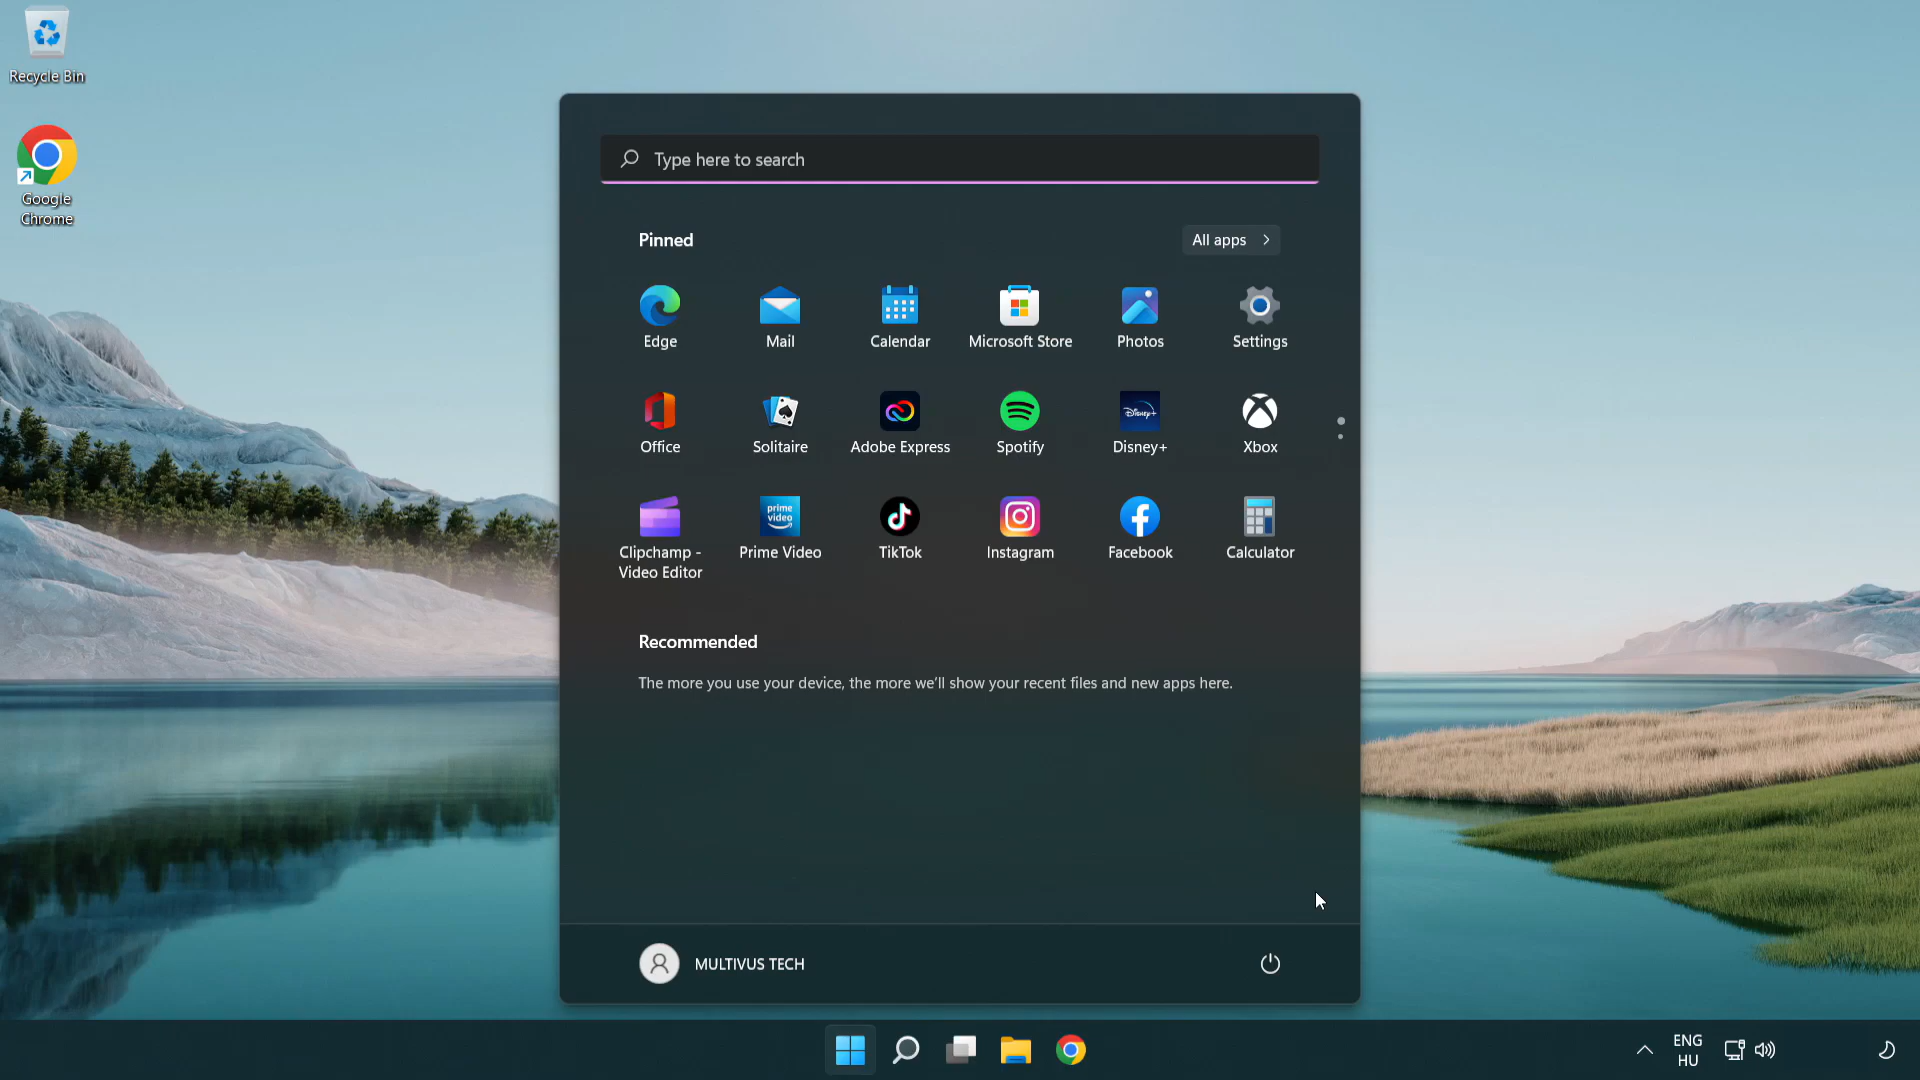 Recycle Bin
Google
Chrome
Type here to search
Pinned
All apps
Edge
Mail
Calendar
Microsoft Store
Photos
Settings
Office
Solitaire
Adobe Express
Spotify
Disney+
Disney+
Xbox
prime
video
Clipchamp -
Video Editor
Prime Video
TikTok
Instagram
Facebook
Calculator
Recommended
The more you use your device, the more we'll show your recent files and new apps here.
MULTIVUS TECH
ENG
HU